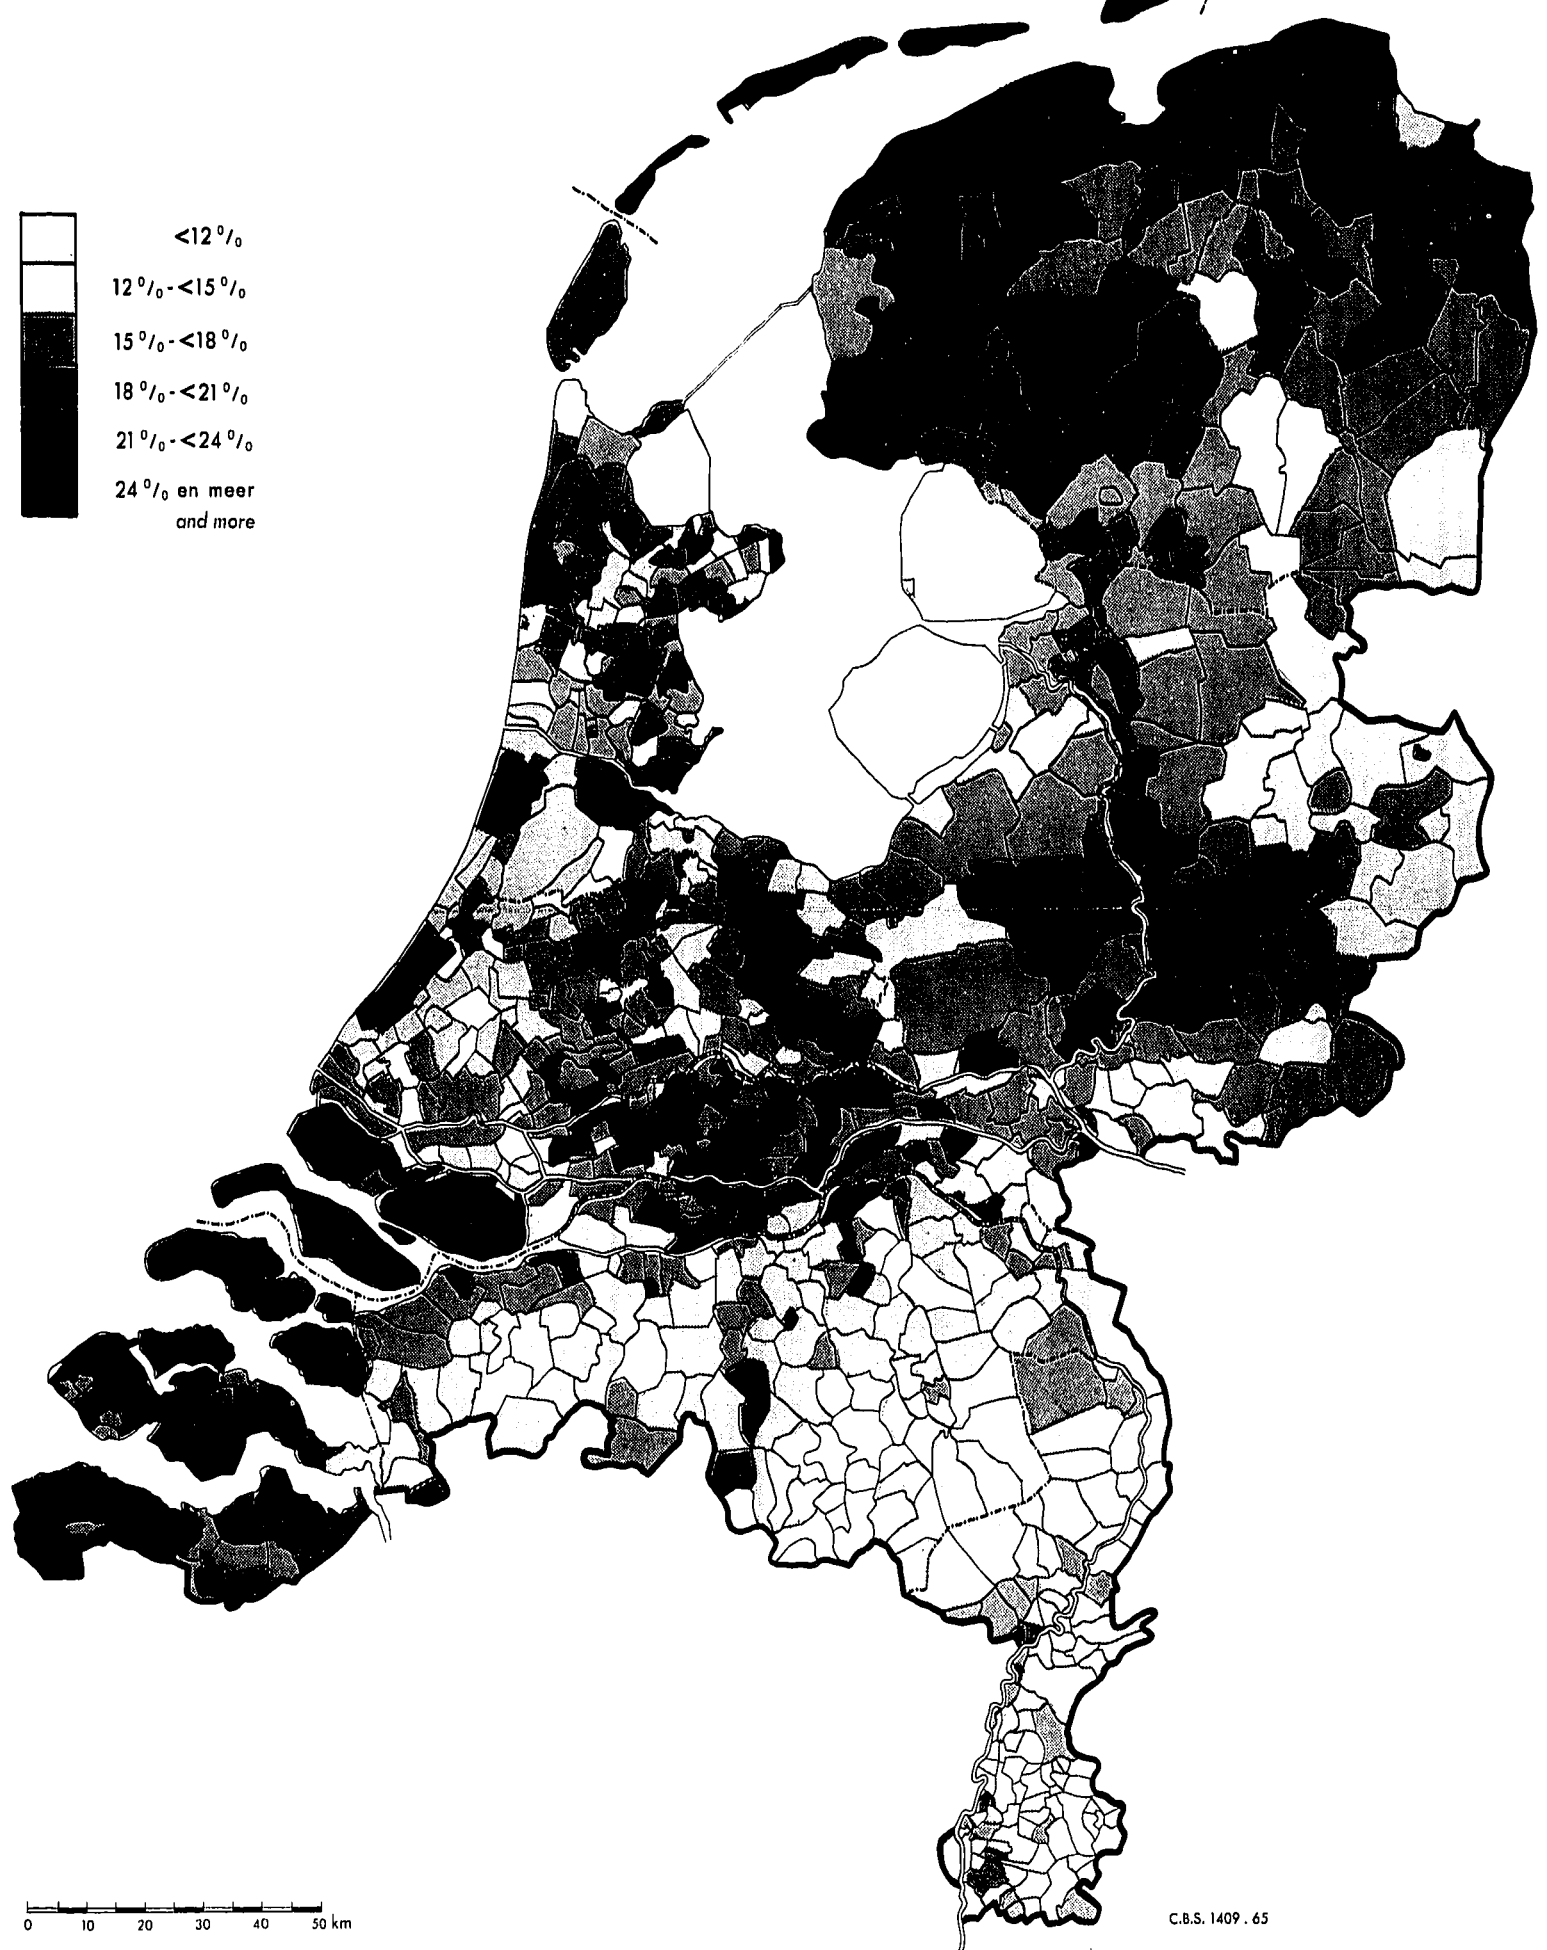 <12 %
12 %-<15 %
15 %-<18 %
18 %-<21 %
21 %-<24 %
24 % en meer
and more
0 10 20 30 40 50 km
C.B.S. 1409 . 65